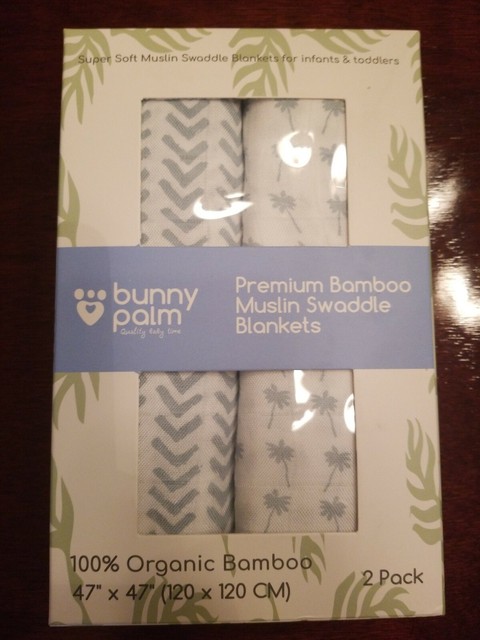 Super Soft Muslin Swaddle Blankets for infants & toddlers
bunny
palm
Quality baby time
Premium Bamboo
Muslin Swaddle
Blankets
100% Organic Bamboo
47" x 47" (120 x 120 CM)
2 Pack